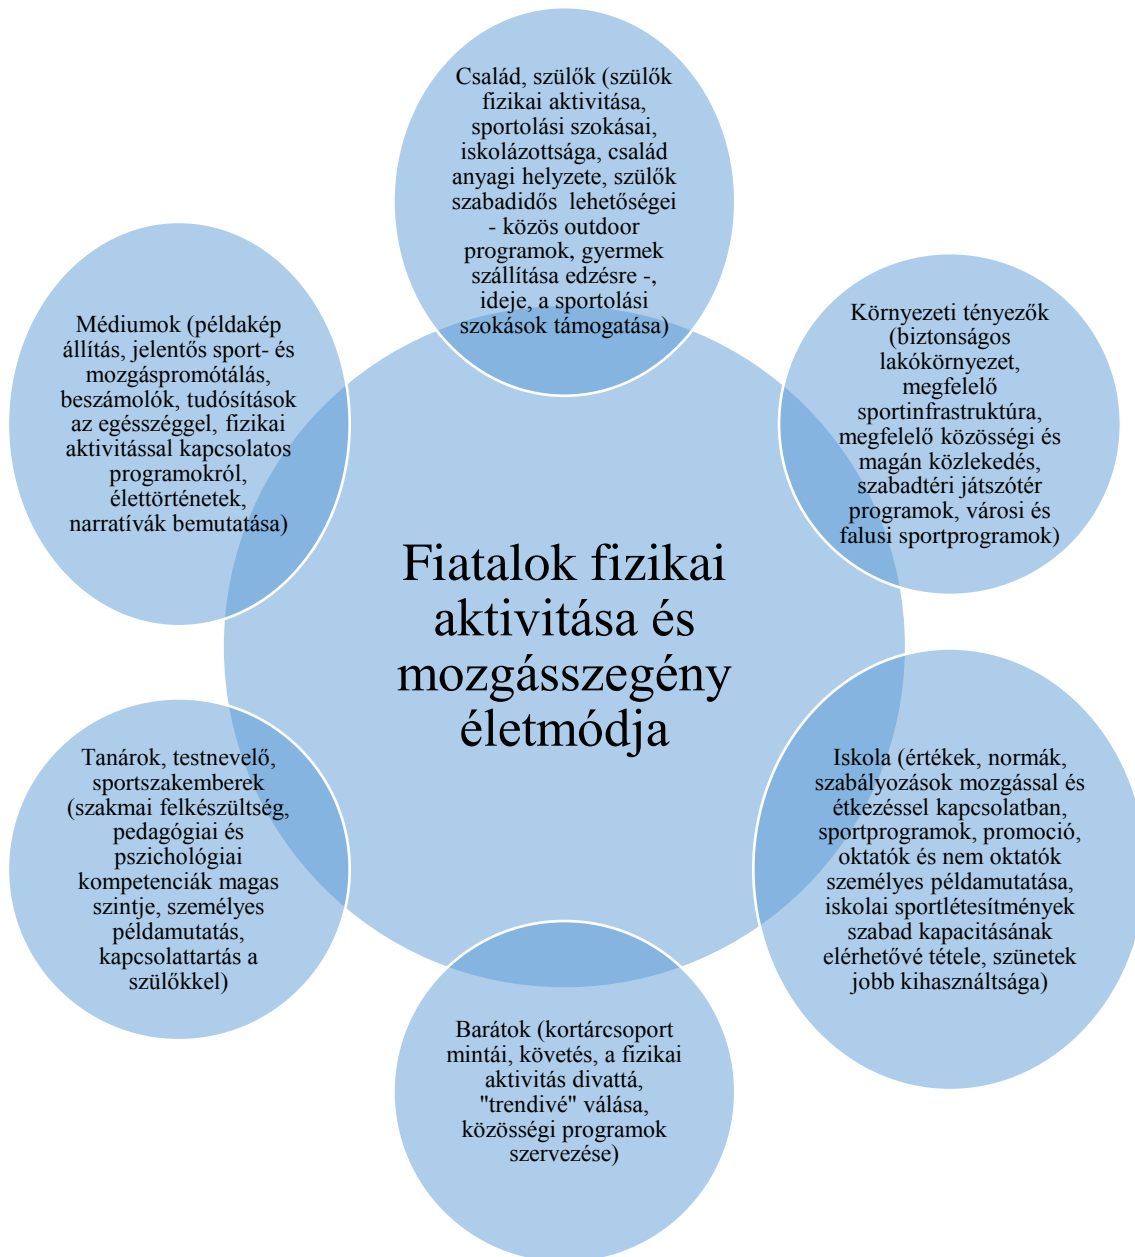 Család, szülők (szülők
fizikai aktivitása,
sportolási szokásai,
iskolázottsága, család
anyagi helyzete, szülők
szabadidős lehetőségei
- közös outdoor
programok, gyermek
szállítása edzésre -,
ideje, a sportolási
szokások támogatása)
Környezeti tényezők
(biztonságos
lakókörnyezet,
megfelelő
sportinfrastruktúra,
megfelelő közösségi és
magán közlekedés,
szabadtéri játszótér
programok, városi és
falusi sportprogramok)
Iskola (értékek, normák,
szabályozások mozgással és
étkezéssel kapcsolatban,
sportprogramok, promoció,
oktatók és nem oktatók
személyes példamutatása,
iskolai sportlétesítmények
szabad kapacitásának
elérhetővé tétele, szünetek
jobb kihasználtsága)
Barátok (kortárcsoport
mintái, követés, a fizikai
aktivitás divattá,
"trendivé" válása,
közösségi programok
szervezése)
Tanárok, testnevelő,
sportszakemberek
(szakmai felkészültség,
pedagógiai és
pszichológiai
kompetenciák magas
szintje, személyes
példamutatás,
kapcsolattartás a
szülőkkel)
Médiumok (példakép
állítás, jelentős sport- és
mozgáspromótálás,
beszámolók, tudósítások
az egésszéggel, fizikai
aktivitással kapcsolatos
programokról,
élettörténetek,
narratívák bemutatása)
Fiatalok fizikai
aktivitása és
mozgásszegény
életmódja